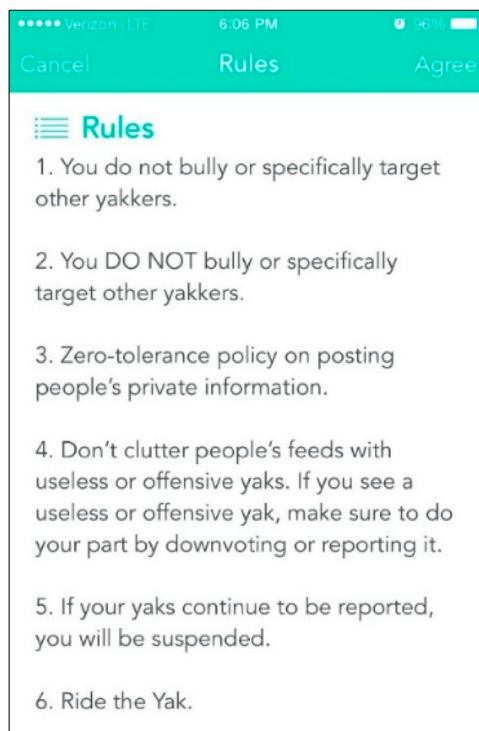 Verizon LTE 6:06 PM 96%
Cancel Rules Agree
Rules
1. You do not bully or specifically target
other yakkers.
2. You DO NOT bully or specifically
target other yakkers.
3. Zero-tolerance policy on posting
people's private information.
4. Don't clutter people's feeds with
useless or offensive yaks. If you see a
useless or offensive yak, make sure to do
your part by downvoting or reporting it.
5. If your yaks continue to be reported,
you will be suspended.
6. Ride the Yak.